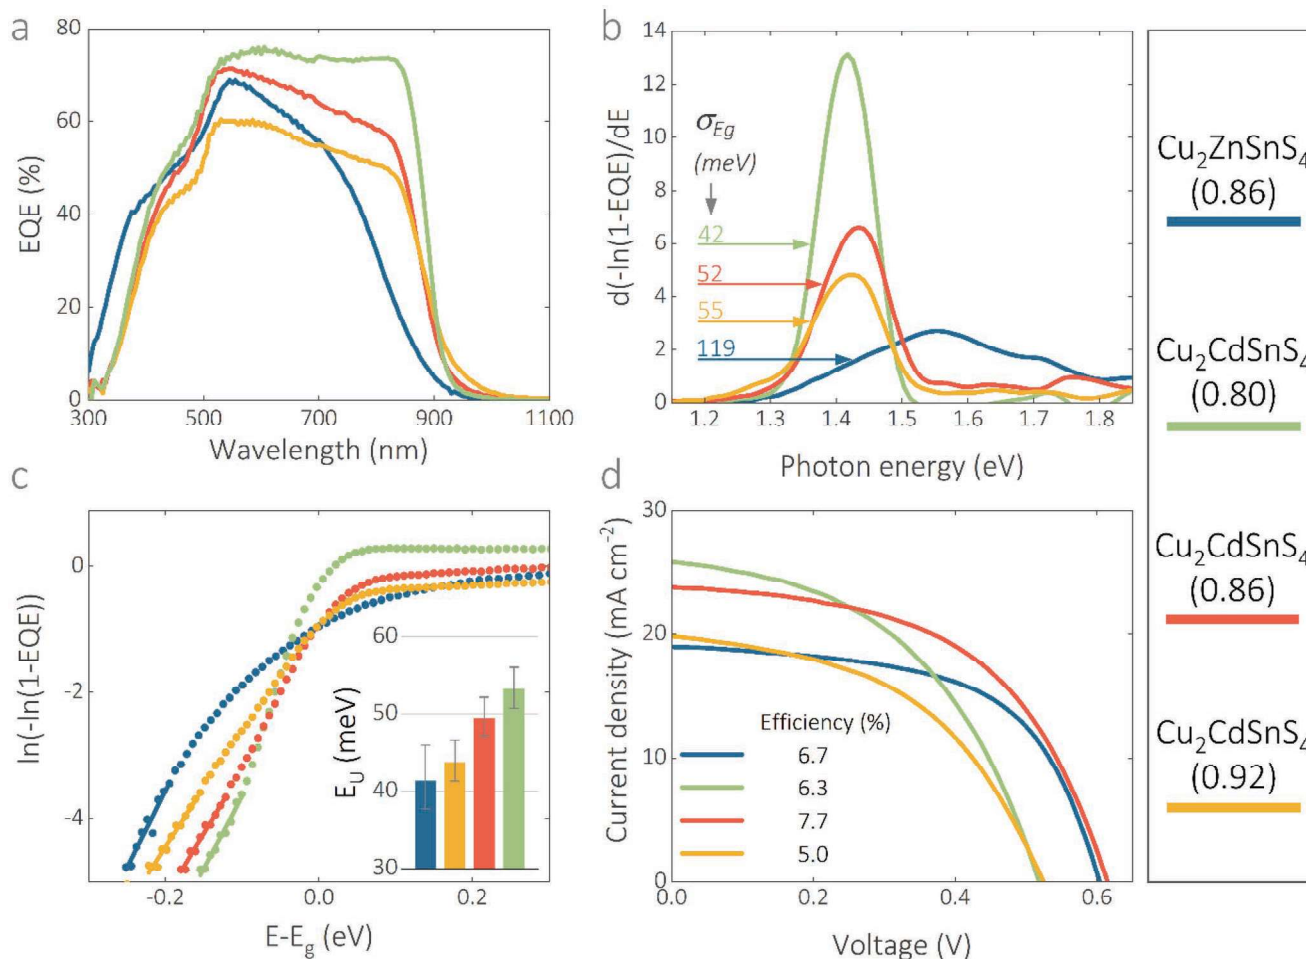 a
80
60
40
20
0
EQE (%)
300
500
700
900
1100
Wavelength (nm)
b
14
12
10
8
6
4
2
0
d(-ln(1-EQE)/dE
σEg
(meV)
42
52
55
119
1.2
1.3
1.4
1.5
1.6
1.7
1.8
Photon energy (eV)
c
0
-2
-4
ln(-ln(1-EQE))
60
50
40
30
EU (meV)
-0.2
0.0
0.2
E-Eg (eV)
d
30
20
10
0
Current density (mA cm⁻²)
Efficiency (%)
6.7
6.3
7.7
5.0
0.0
0.2
0.4
0.6
Voltage (V)
Cu2ZnSnS4
(0.86)
Cu2CdSnS4
(0.80)
Cu2CdSnS4
(0.86)
Cu2CdSnS4
(0.92)